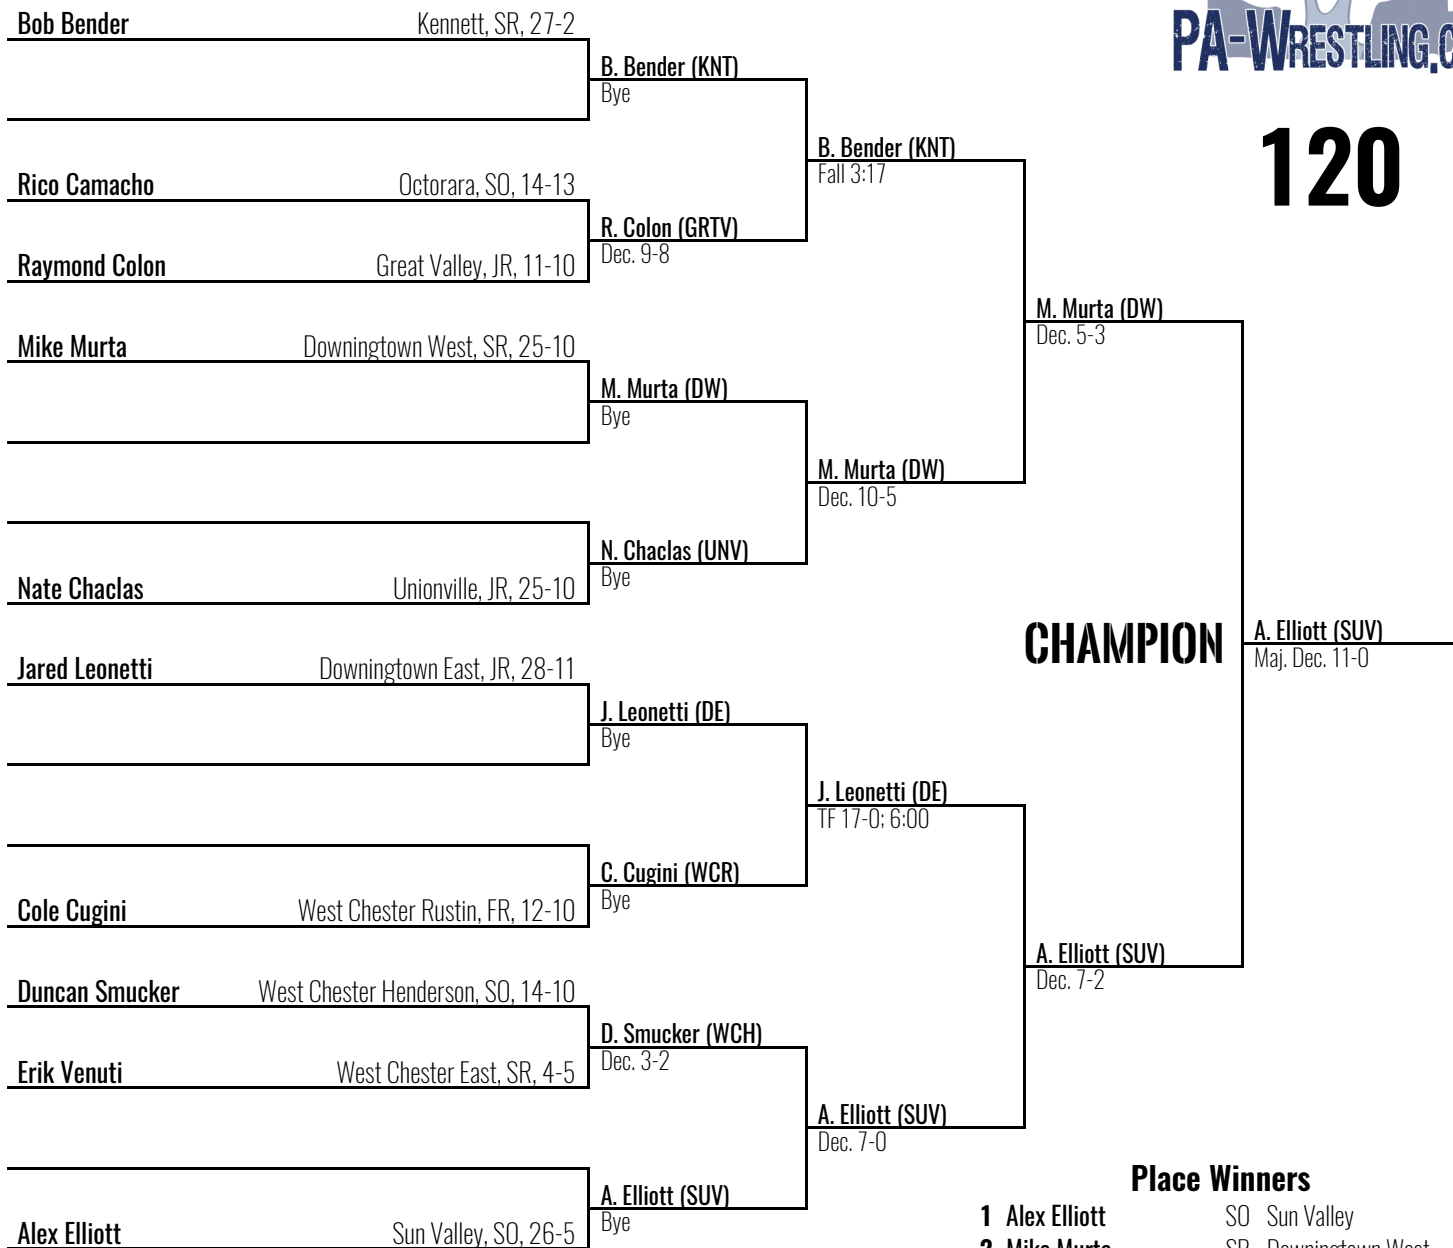 Bob Bender Kennett, SR, 27-2
PA-WRESTLING.C
B. Bender (KNT)
Bye
120
B. Bender (KNT)
Fall 3:17
Rico Camacho Octorara, SO, 14-13
R. Colon (GRTV)
Dec. 9-8
Raymond Colon Great Valley, JR, 11-10
M. Murta (DW)
Dec. 5-3
Mike Murta Downingtown West, SR, 25-10
M. Murta (DW)
Bye
M. Murta (DW)
Dec. 10-5
N. Chaclas (UNV)
Bye
Nate Chaclas Unionville, JR, 25-10
CHAMPION
A. Elliott (SUV)
Maj. Dec. 11-0
Jared Leonetti Downingtown East, JR, 28-11
J. Leonetti (DE)
Bye
J. Leonetti (DE)
TF 17-0; 6:00
C. Cugini (WCR)
Bye
Cole Cugini West Chester Rustin, FR, 12-10
A. Elliott (SUV)
Dec. 7-2
Duncan Smucker West Chester Henderson, SO, 14-10
D. Smucker (WCH)
Dec. 3-2
Erik Venuti West Chester East, SR, 4-5
A. Elliott (SUV)
Dec. 7-0
Place Winners
A. Elliott (SUV)
Bye
1 Alex Elliott SO Sun Valley
Alex Elliott Sun Valley, SO, 26-5
2 Mike Murta SR Downingtown West